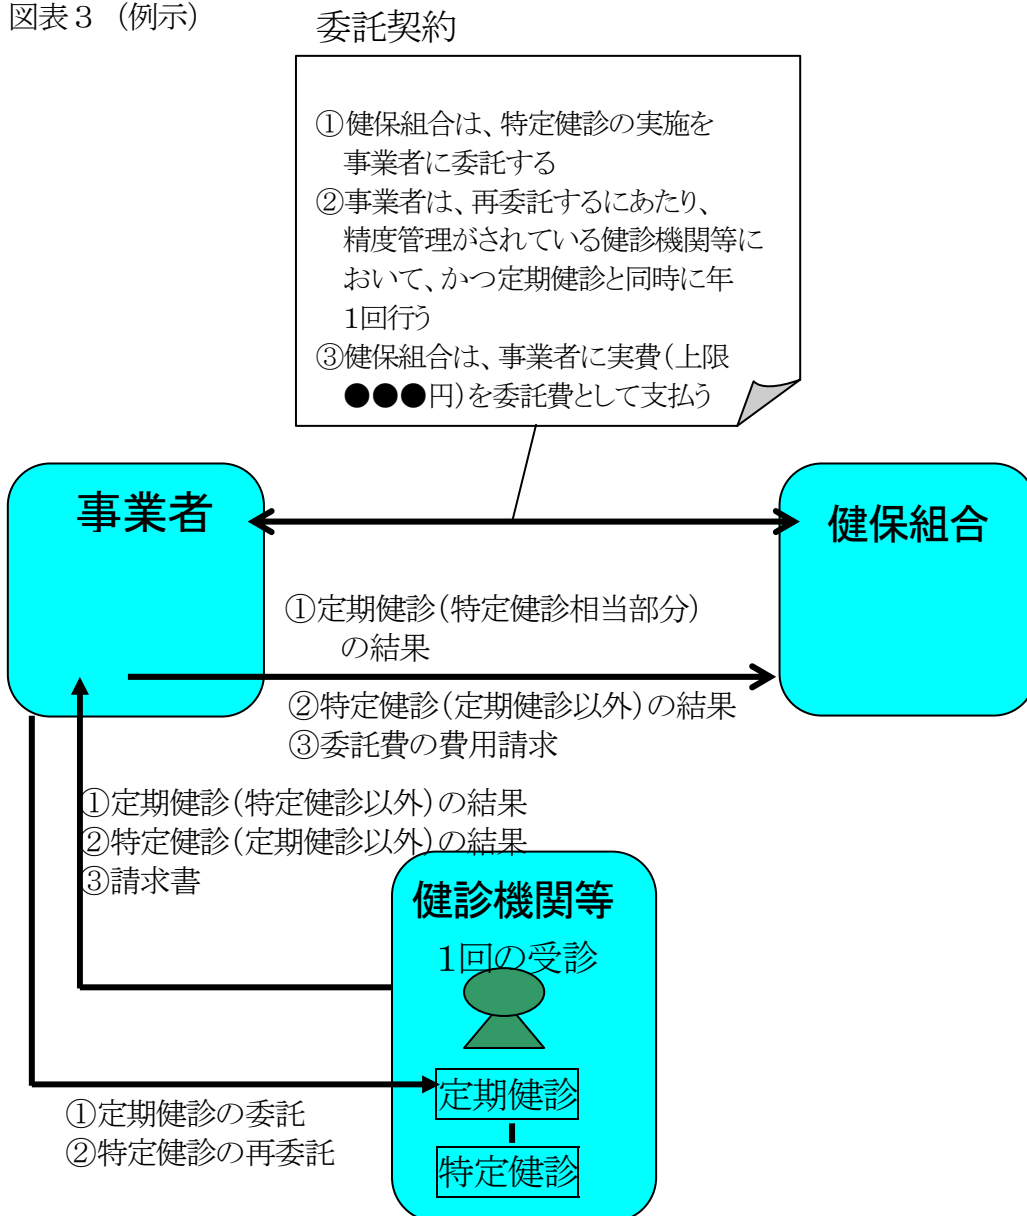 図表3 (例示)
委託契約
①健保組合は、特定健診の実施を
事業者に委託する
②事業者は、再委託するにあたり、
精度管理がされている健診機関等に
おいて、かつ定期健診と同時に年
1回行う
③健保組合は、事業者に実費(上限
●●●円)を委託費として支払う
事業者
健保組合
①定期健診(特定健診相当部分)
の結果
②特定健診(定期健診以外)の結果
③委託費の費用請求
①定期健診(特定健診以外)の結果
②特定健診(定期健診以外)の結果
③請求書
健診機関等
1回の受診
定期健診
特定健診
①定期健診の委託
②特定健診の再委託